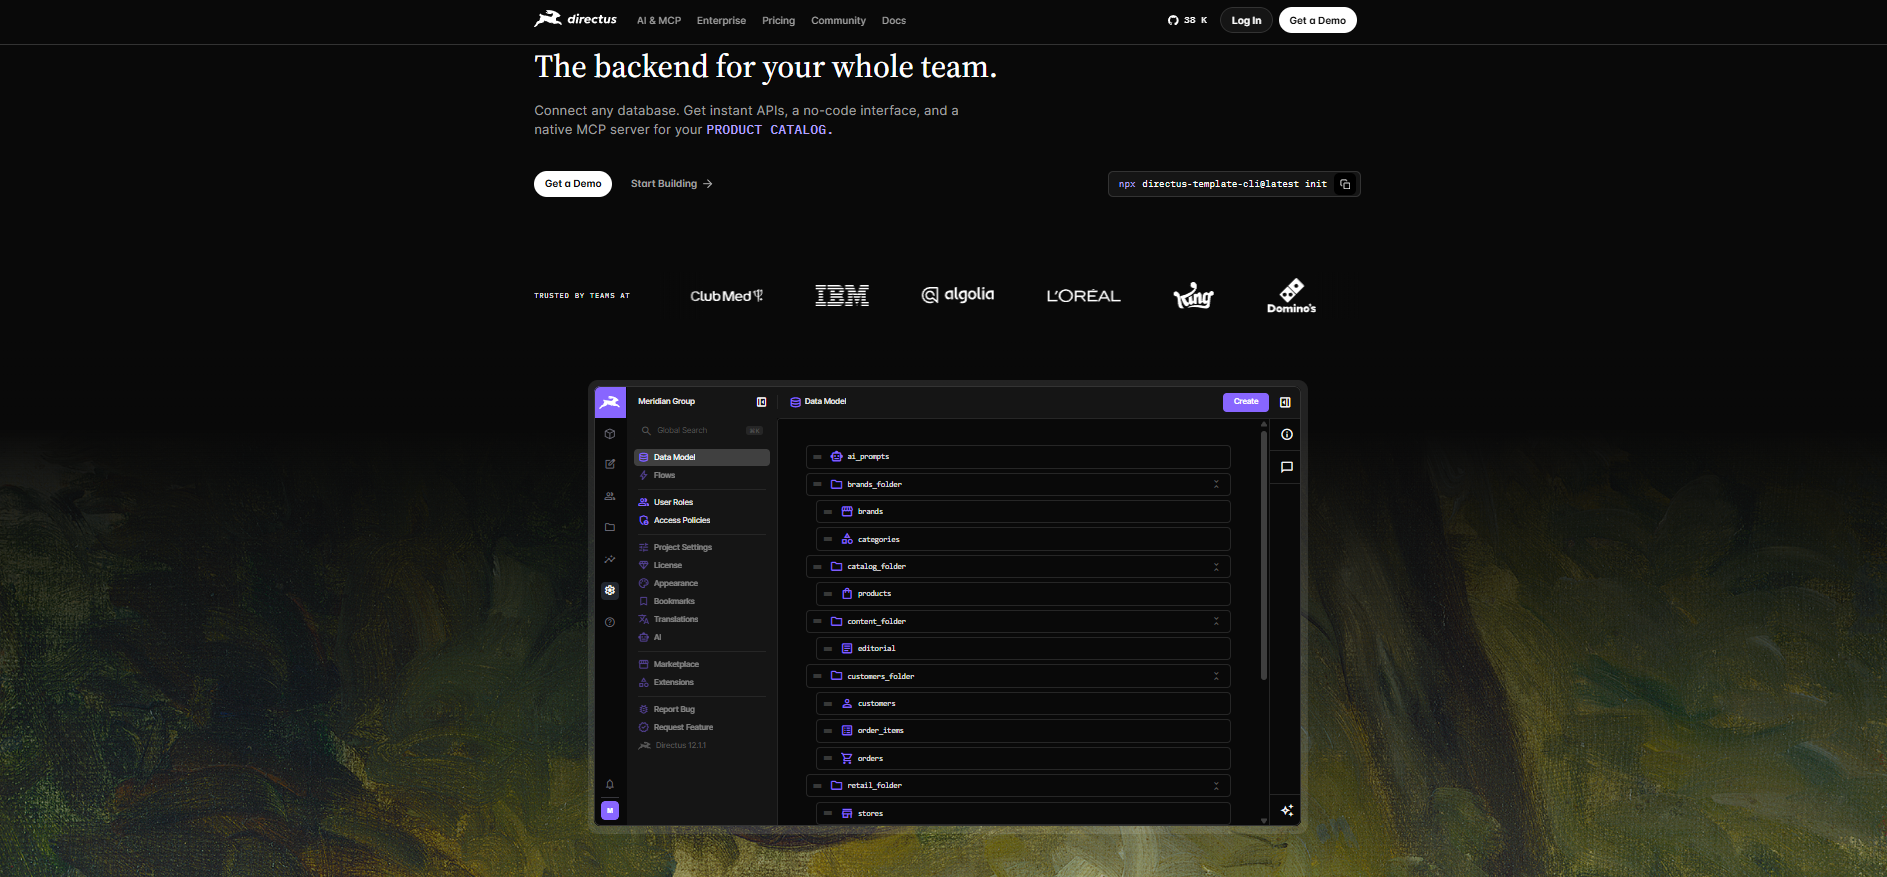 directus
AI & MCP
Enterprise
Pricing
Community
Docs
38 K
Log In
Get a Demo
The backend for your whole team.
Connect any database. Get instant APIs, a no-code interface, and a
native MCP server for your PRODUCT CATALOG.
Get a Demo
Start Building
npx directus-template-cli@latest init
TRUSTED BY TEAMS AT
Club Med
IBM
algolia
L'ORÉAL
King
Domino's
Meridian Group
Data Model
Create
Global Search
⌘K
Data Model
Flows
User Roles
Access Policies
Project Settings
License
Appearance
Bookmarks
Translations
AI
Marketplace
Extensions
Report Bug
Request Feature
Directus 12.1.1
M
ai_prompts
brands_folder
brands
categories
catalog_folder
products
content_folder
editorial
customers_folder
customers
order_items
orders
retail_folder
stores